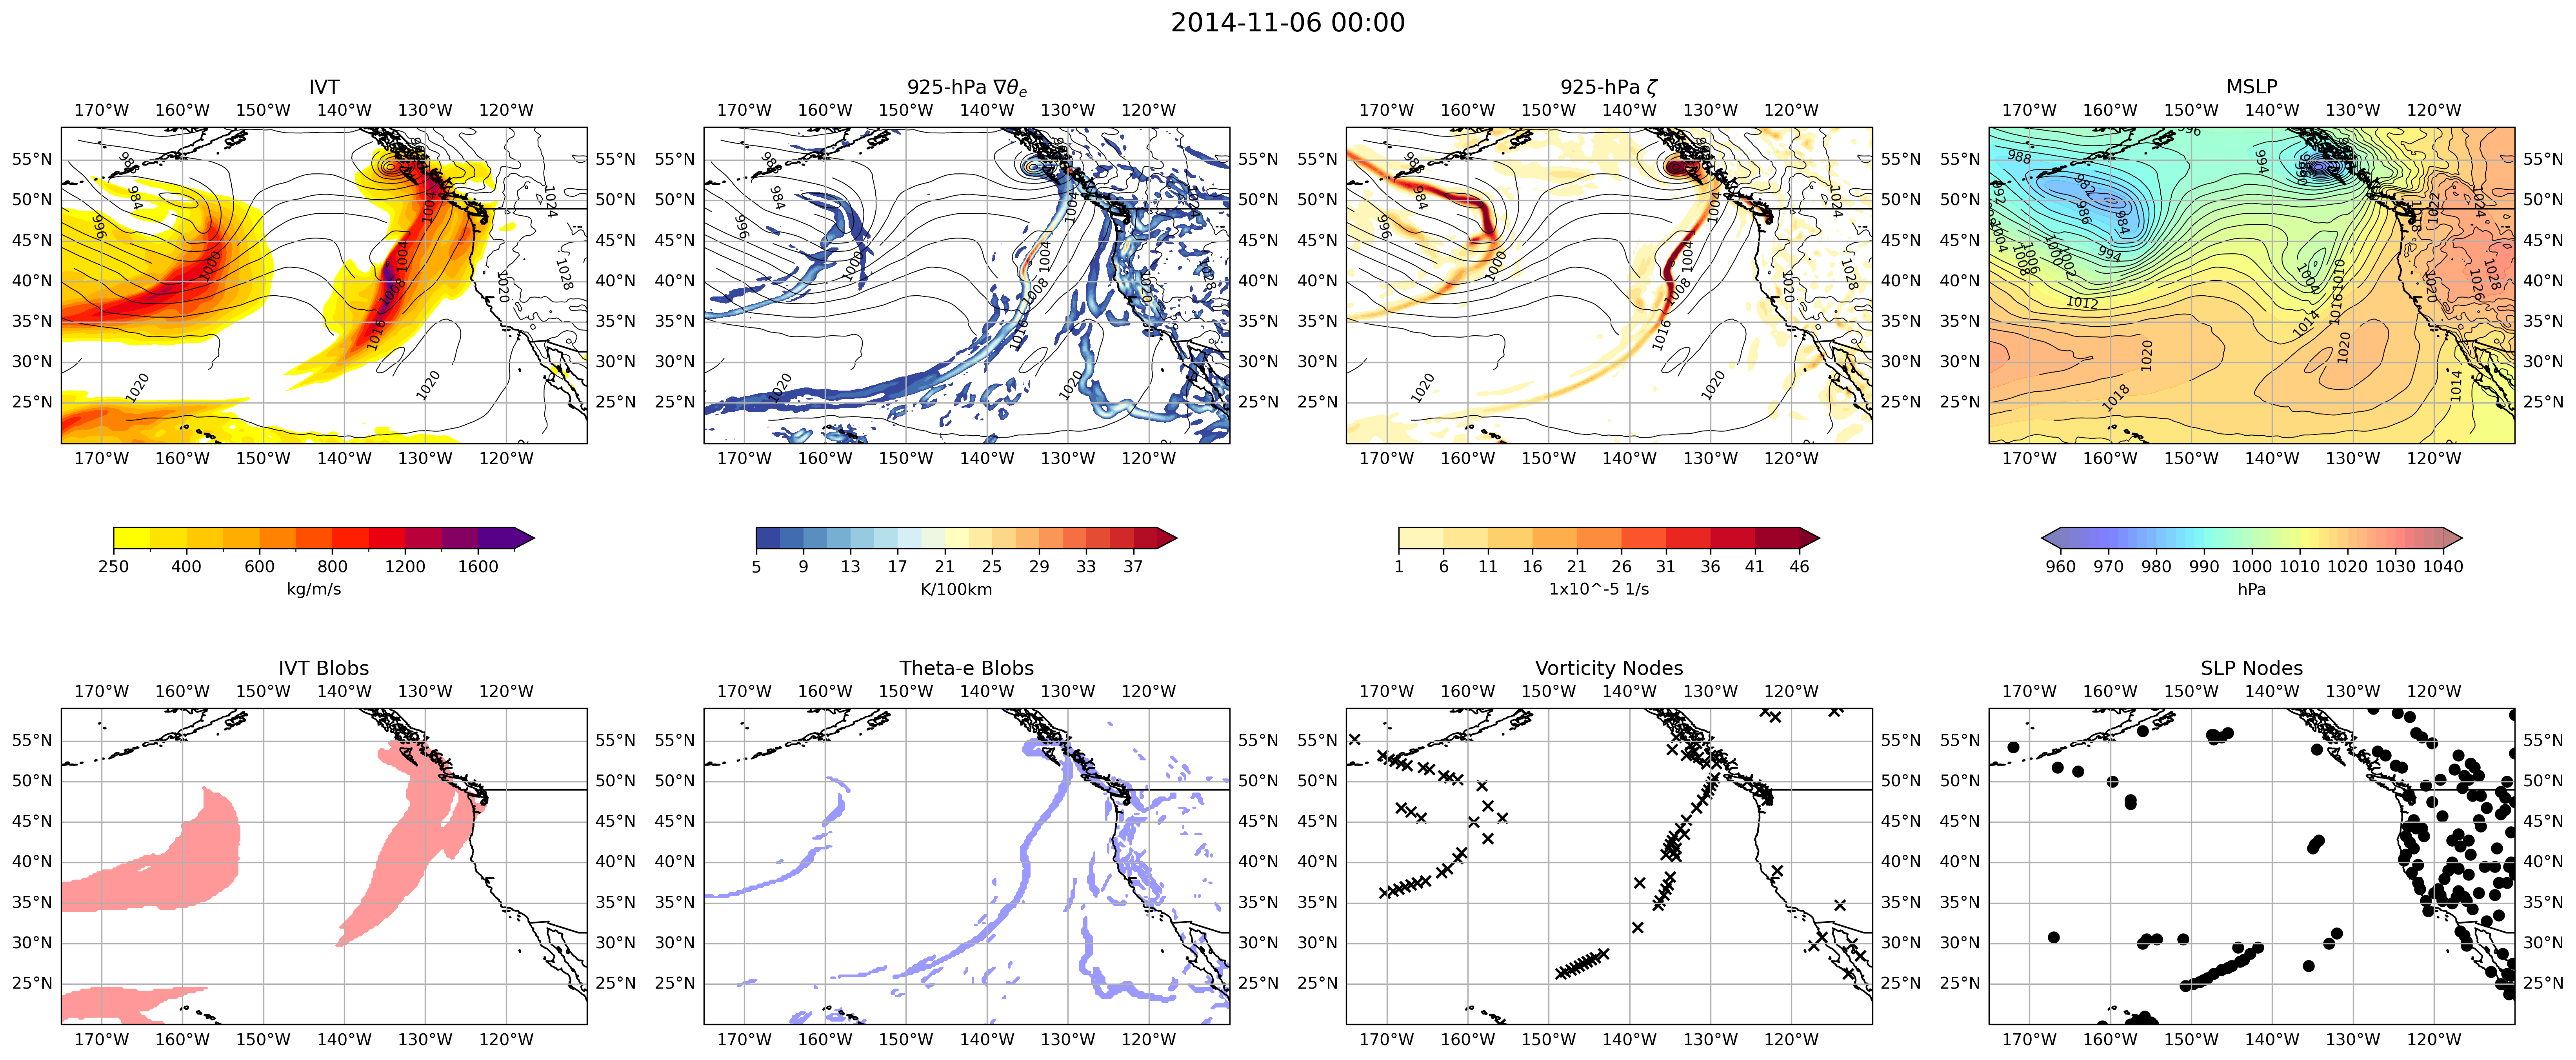 2014-11-06 00:00
IVT
925-hPa ∇θe
925-hPa ζ
MSLP
170°W 160°W 150°W 140°W 130°W 120°W
170°W 160°W 150°W 140°W 130°W 120°W
170°W 160°W 150°W 140°W 130°W 120°W
170°W 160°W 150°W 140°W 130°W 120°W
55°N 55°N 55°N 55°N 55°N 55°N 55°N 55°N
50°N 50°N 50°N 50°N 50°N 50°N 50°N 50°N
45°N 45°N 45°N 45°N 45°N 45°N 45°N 45°N
40°N 40°N 40°N 40°N 40°N 40°N 40°N 40°N
35°N 35°N 35°N 35°N 35°N 35°N 35°N 35°N
30°N 30°N 30°N 30°N 30°N 30°N 30°N 30°N
25°N 25°N 25°N 25°N 25°N 25°N 25°N 25°N
988 984 996 1000 1004 1004 1008 1016 1020 1020 1020 1024 1028
988 984 996 1000 1004 1004 1008 1016 1020 1020 1020 1024 1028
988 984 996 1000 1004 1004 1008 1016 1020 1020 1020 1024 1028
996 988 982 986 984 992 994 994 1004 1006 1008 1002 1012 1004 1010 1016 1014 1018 1020 1020 1020 1014 1018 1022 1024 1026 1028
170°W 160°W 150°W 140°W 130°W 120°W
170°W 160°W 150°W 140°W 130°W 120°W
170°W 160°W 150°W 140°W 130°W 120°W
170°W 160°W 150°W 140°W 130°W 120°W
250 400 600 800 1200 1600
kg/m/s
5 9 13 17 21 25 29 33 37
K/100km
1 6 11 16 21 26 31 36 41 46
1x10^-5 1/s
960 970 980 990 1000 1010 1020 1030 1040
hPa
IVT Blobs
Theta-e Blobs
Vorticity Nodes
SLP Nodes
170°W 160°W 150°W 140°W 130°W 120°W
170°W 160°W 150°W 140°W 130°W 120°W
170°W 160°W 150°W 140°W 130°W 120°W
170°W 160°W 150°W 140°W 130°W 120°W
55°N 55°N 55°N 55°N 55°N 55°N 55°N 55°N
50°N 50°N 50°N 50°N 50°N 50°N 50°N 50°N
45°N 45°N 45°N 45°N 45°N 45°N 45°N 45°N
40°N 40°N 40°N 40°N 40°N 40°N 40°N 40°N
35°N 35°N 35°N 35°N 35°N 35°N 35°N 35°N
30°N 30°N 30°N 30°N 30°N 30°N 30°N 30°N
25°N 25°N 25°N 25°N 25°N 25°N 25°N 25°N
170°W 160°W 150°W 140°W 130°W 120°W
170°W 160°W 150°W 140°W 130°W 120°W
170°W 160°W 150°W 140°W 130°W 120°W
170°W 160°W 150°W 140°W 130°W 120°W